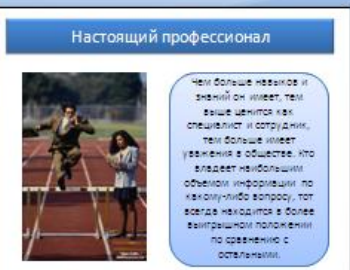 Настоящий профессионал
Чем больше навыков и
знаний он имеет, тем
выше ценится как
специалист и сотрудник,
тем больше имеет
уважения в обществе. Кто
владеет наибольшим
объемом информации по
какому-либо вопросу, тот
всегда находится в более
выигрышном положении
по сравнению с
остальными.